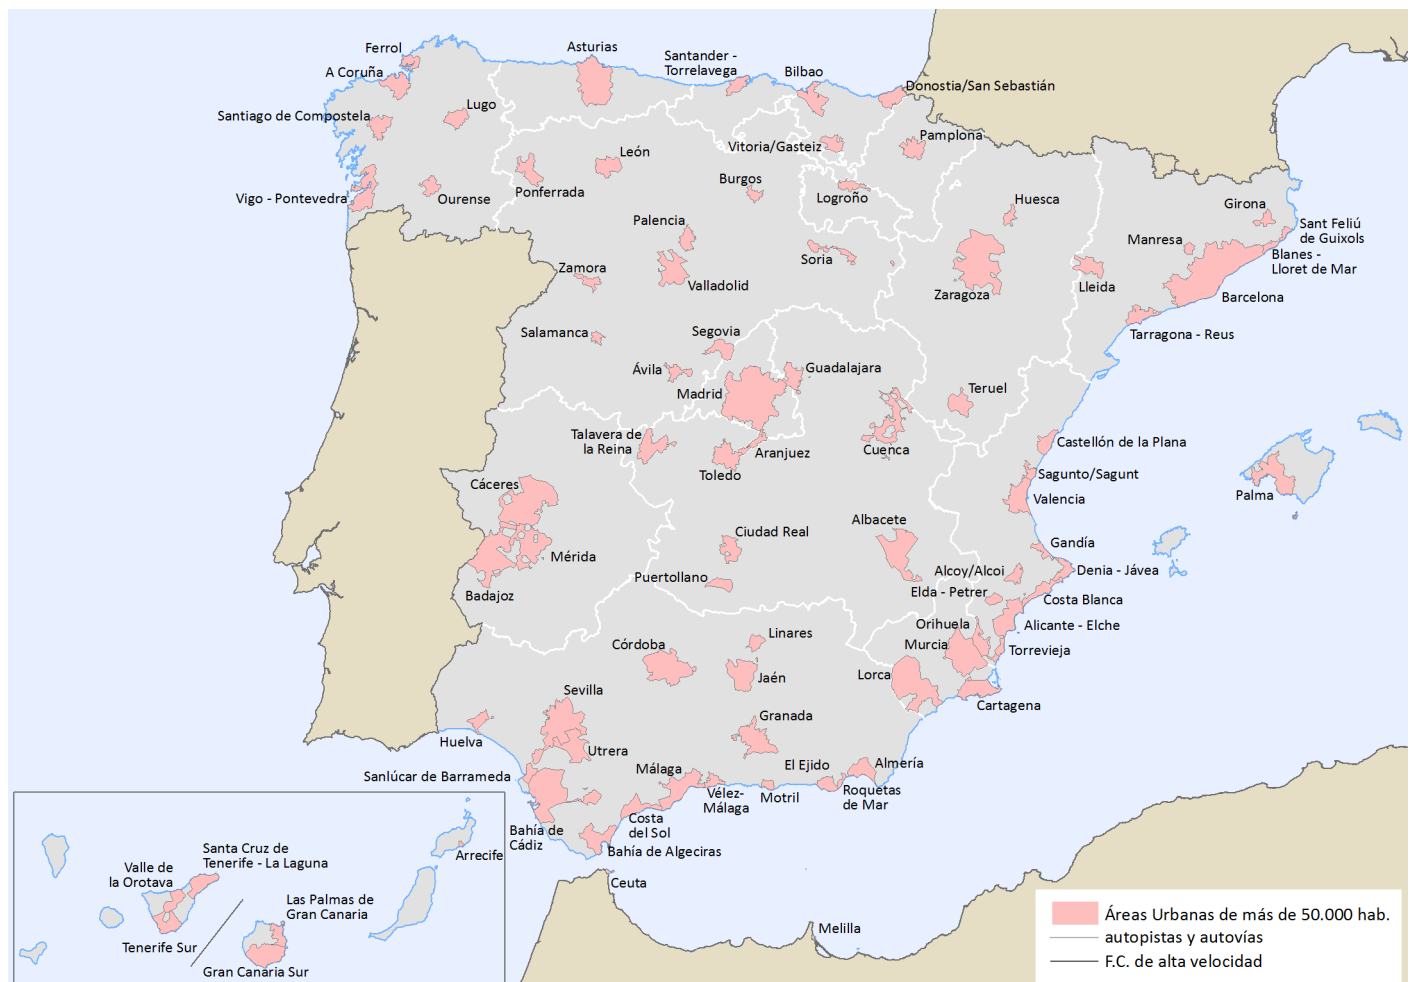 Ferrol
Asturias
A Coruña
Santander -
Torrelavega
Bilbao
Donostia/San Sebastián
Santiago de Compostela
Lugo
León
Vitoria/Gasteiz
Pamplona
Vigo - Pontevedra
Ourense
Ponferrada
Burgos
Logroño
Huesca
Girona
Sant Feliú
de Guixols
Palencia
Manresa
Blanes -
Lloret de Mar
Zamora
Valladolid
Soria
Zaragoza
Lleida
Barcelona
Salamanca
Segovia
Tarragona - Reus
Ávila
Guadalajara
Madrid
Teruel
Talavera de
la Reina
Aranjuez
Toledo
Cuenca
Castellón de la Plana
Sagunto/Sagunt
Valencia
Palma
Cáceres
Mérida
Badajoz
Ciudad Real
Puertollano
Albacete
Gandía
Alcoy/Alcoi
Denia - Jávea
Elda - Petrer
Costa Blanca
Orihuela
Alicante - Elche
Murcia
Torrevieja
Córdoba
Linares
Jaén
Lorca
Cartagena
Sevilla
Granada
Huelva
Utrera
Sanlúcar de Barrameda
Málaga
El Ejido
Almería
Vélez-
Málaga
Motril
Roquetas
de Mar
Bahía de
Cádiz
Costa
del Sol
Bahía de Algeciras
Ceuta
Melilla
Arrecife
Santa Cruz de
Tenerife - La Laguna
Valle de
la Orotava
Las Palmas de
Gran Canaria
Tenerife Sur
Gran Canaria Sur
Áreas Urbanas de más de 50.000 hab.
autopistas y autovías
F.C. de alta velocidad